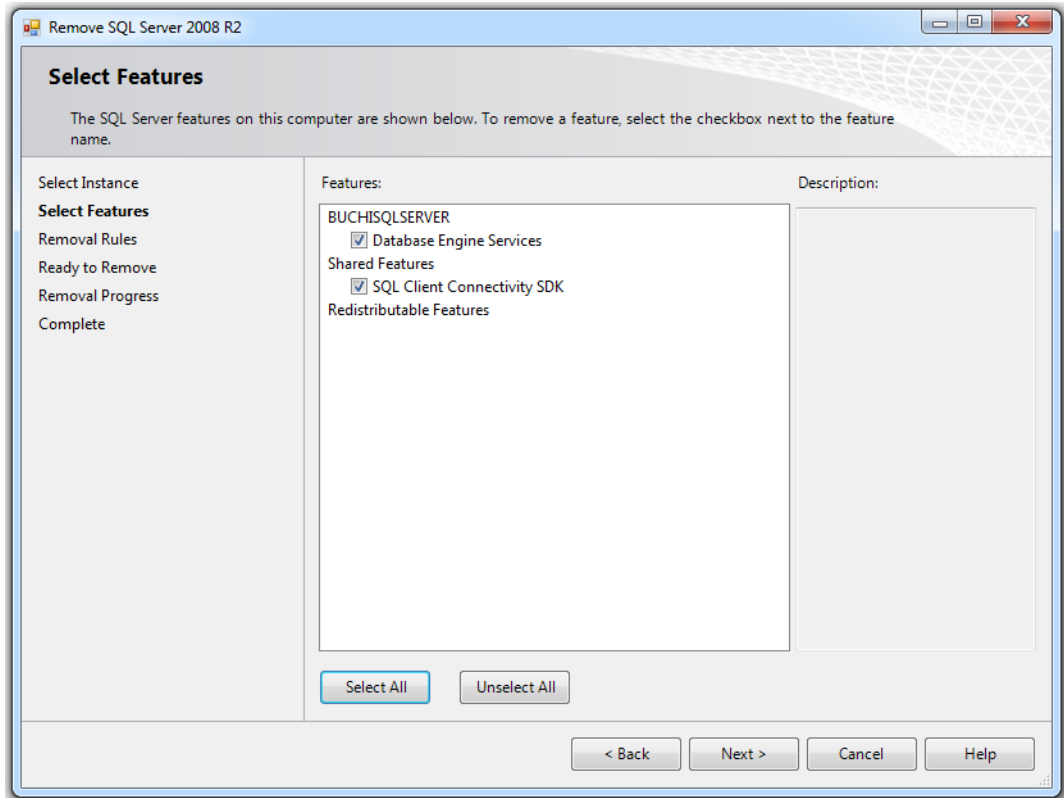 Remove SQL Server 2008 R2
Select Features
The SQL Server features on this computer are shown below. To remove a feature, select the checkbox next to the feature
name.
Select Instance
Select Features
Removal Rules
Ready to Remove
Removal Progress
Complete
Features:
BUCHISQLSERVER
Database Engine Services
Shared Features
SQL Client Connectivity SDK
Redistributable Features
Description:
Select All
Unselect All
< Back
Next >
Cancel
Help